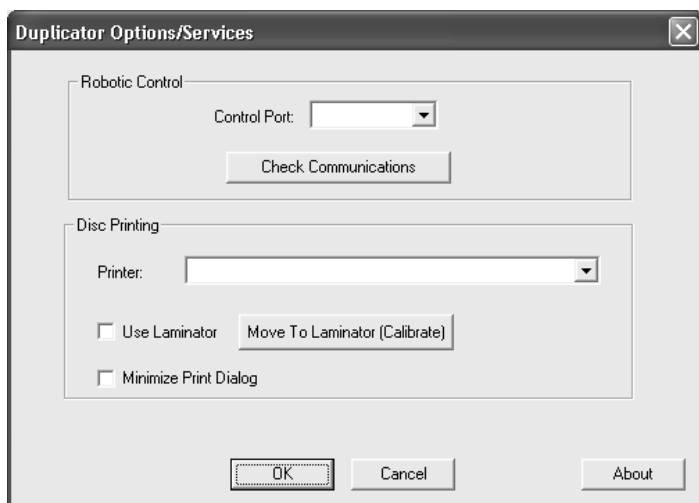 Duplicator Options/Services
Robotic Control
Control Port:
Check Communications
Disc Printing
Printer:
Use Laminator Move To Laminator (Calibrate)
Minimize Print Dialog
OK Cancel About